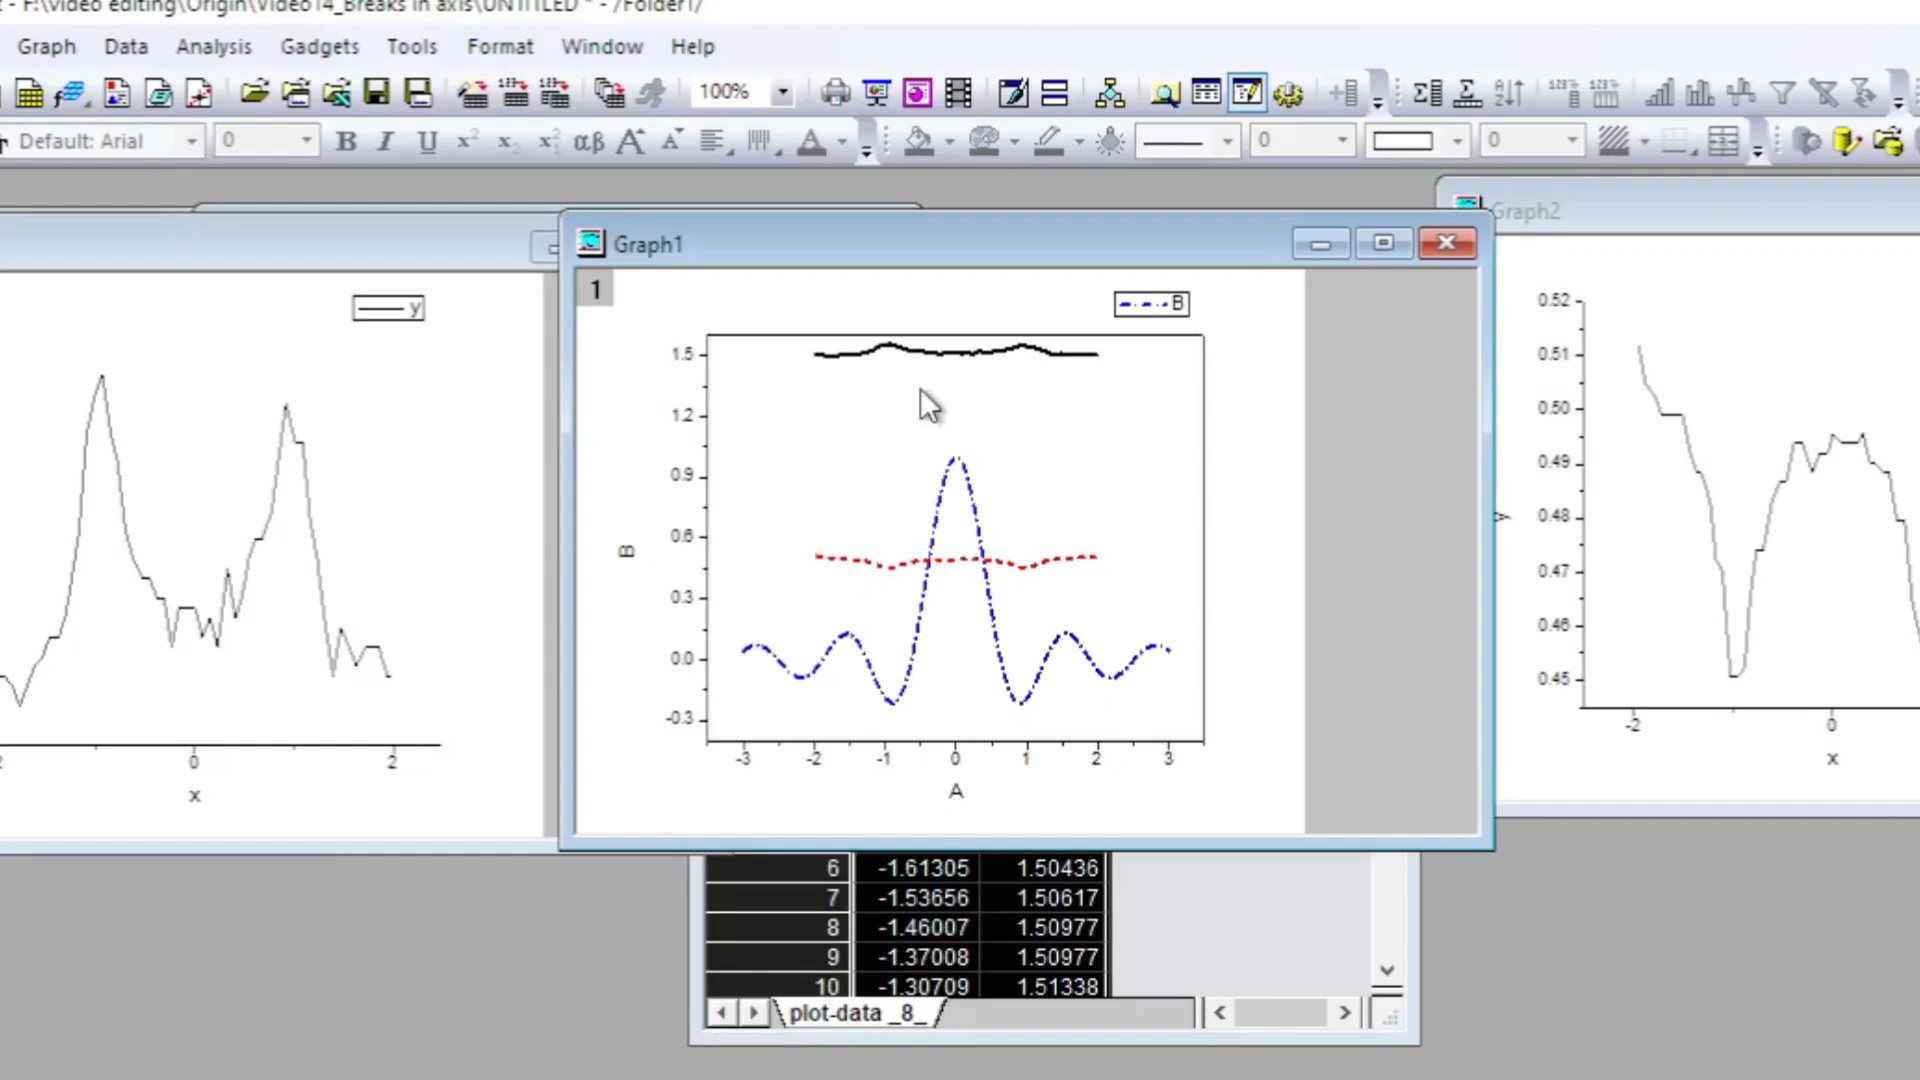 - F:\video editing\Origin\Video14_Breaks in axis\UNTITLED * - /Folder1/
Graph Data Analysis Gadgets Tools Format Window Help
100%
Default: Arial 0 B I U x² x₂ αβ A A A 0 0
Graph2
Graph1
1
y
B
1.5
1.2
0.9
0.6
0.3
0.0
-0.3
B
-3 -2 -1 0 1 2 3
A
0 2
x
0.52
0.51
0.50
0.49
0.48
0.47
0.46
0.45
-2 0
x
6 -1.61305 1.50436
7 -1.53656 1.50617
8 -1.46007 1.50977
9 -1.37008 1.50977
10 -1.30709 1.51338
plot-data _8_